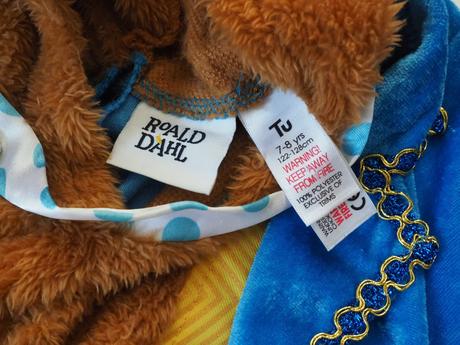 ROALD
DAHL
Tu
7-8 yrs
122-128cm
WARNING!
KEEP AWAY
FROM FIRE
100% POLYESTER
EXCLUSIVE OF
TRIMS